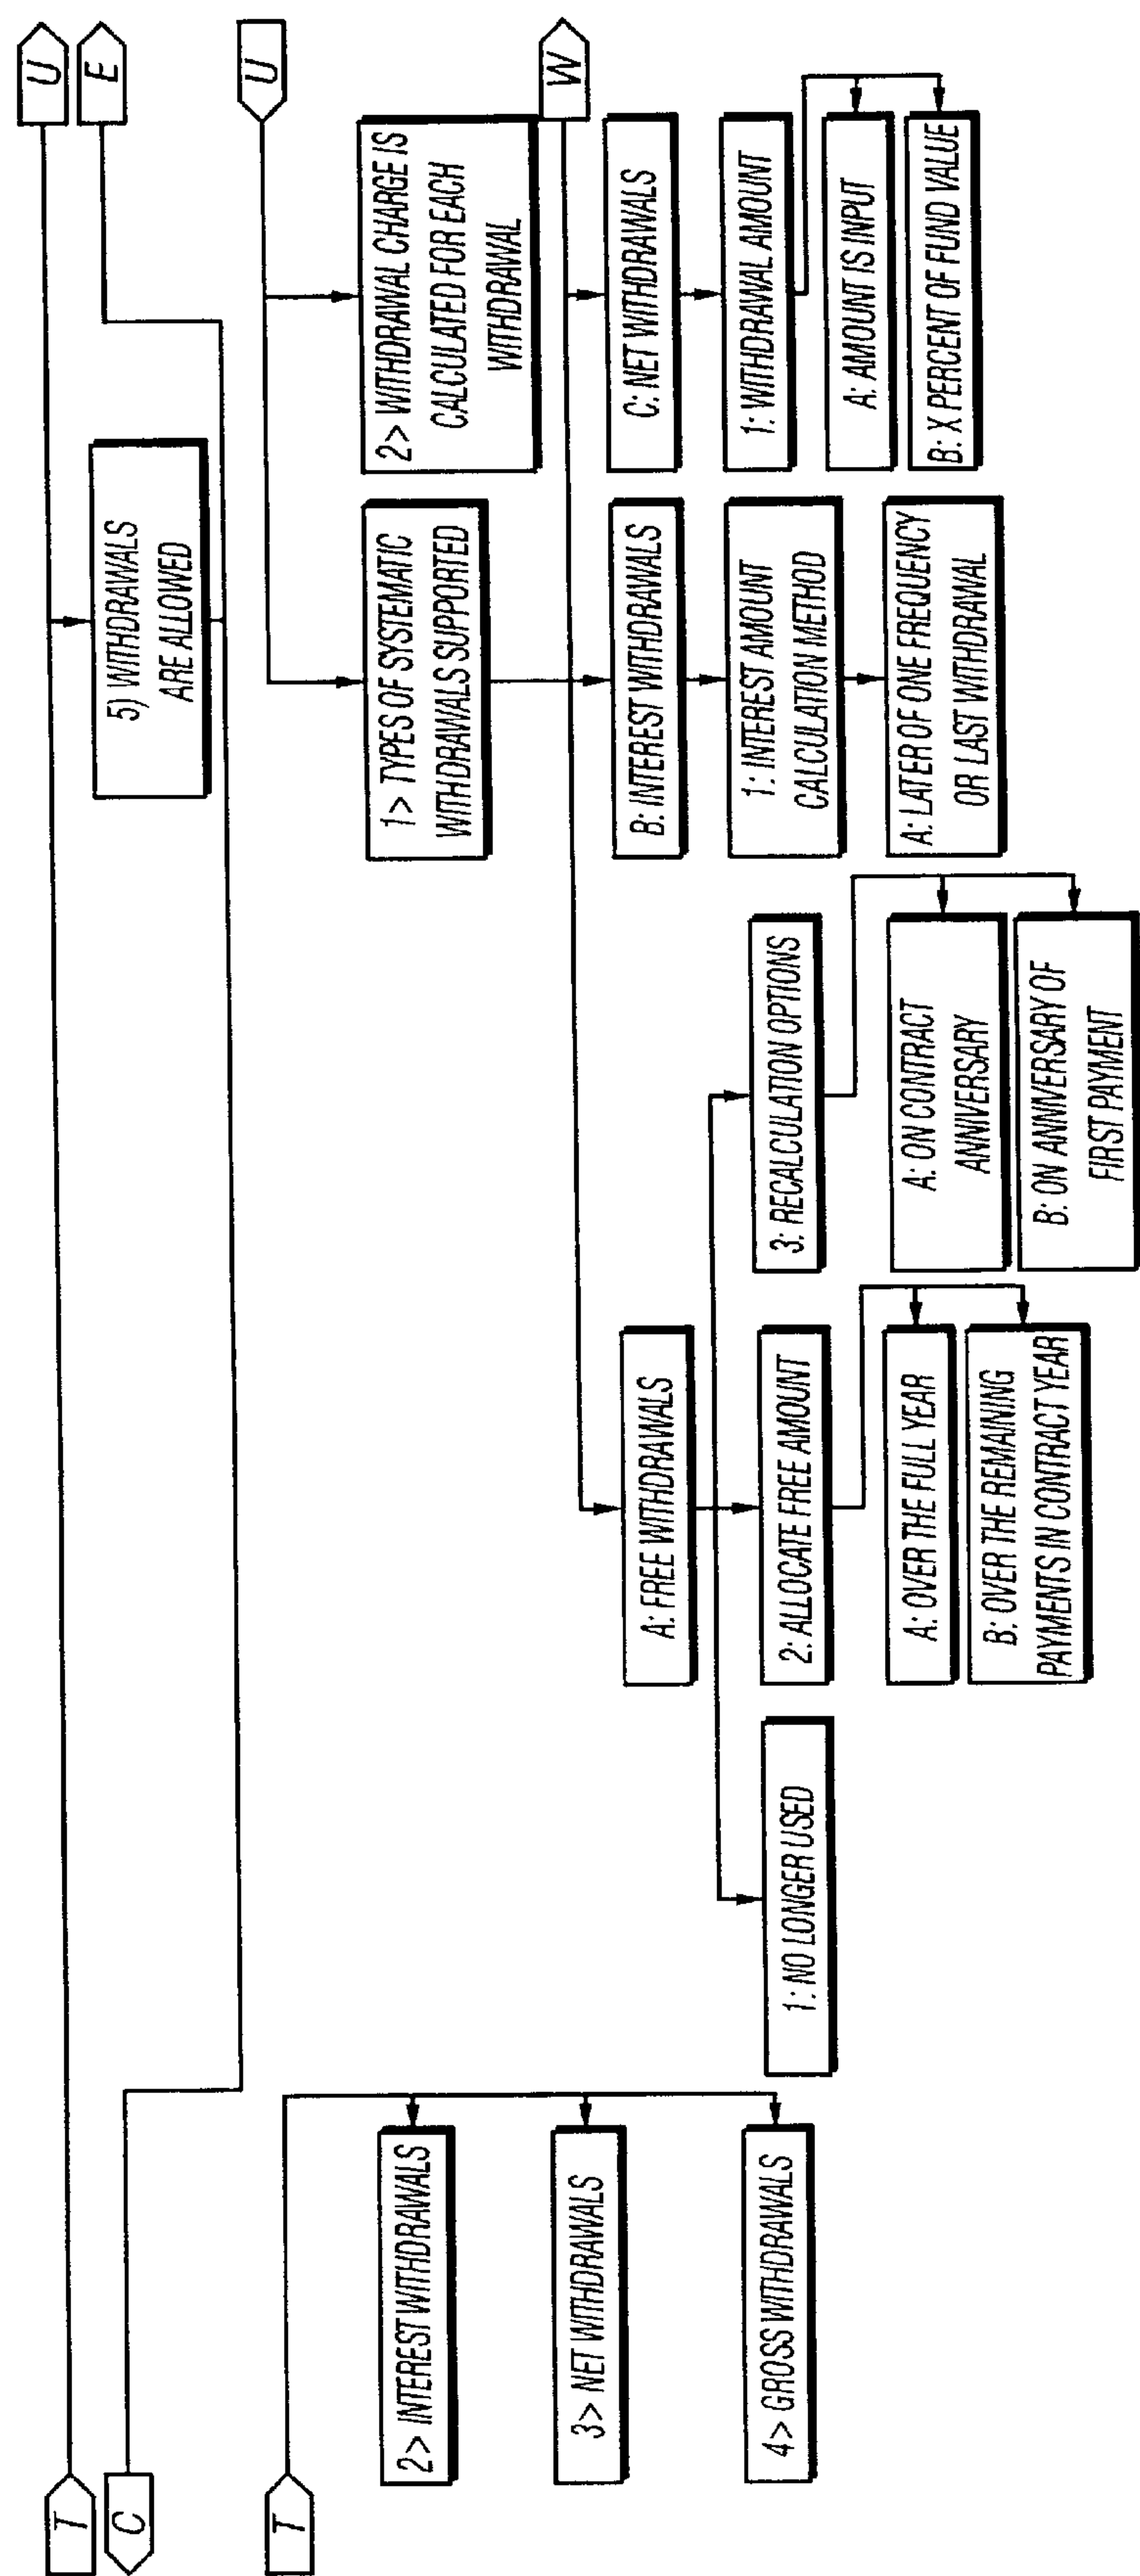 T
U
C
E
5) WITHDRAWALS
ARE ALLOWED
T
U
2> INTEREST WITHDRAWALS
3> NET WITHDRAWALS
4> GROSS WITHDRAWALS
1> TYPES OF SYSTEMATIC
WITHDRAWALS SUPPORTED
2> WITHDRAWAL CHARGE IS
CALCULATED FOR EACH
WITHDRAWAL
W
A: FREE WITHDRAWALS
B: INTEREST WITHDRAWALS
C: NET WITHDRAWALS
1: NO LONGER USED
2: ALLOCATE FREE AMOUNT
A: OVER THE FULL YEAR
B: OVER THE REMAINING
PAYMENTS IN CONTRACT YEAR
3: RECALCULATION OPTIONS
A: ON CONTRACT
ANNIVERSARY
B: ON ANNIVERSARY OF
FIRST PAYMENT
1: INTEREST AMOUNT
CALCULATION METHOD
A: LATER OF ONE FREQUENCY
OR LAST WITHDRAWAL
1: WITHDRAWAL AMOUNT
A: AMOUNT IS INPUT
B: X PERCENT OF FUND VALUE